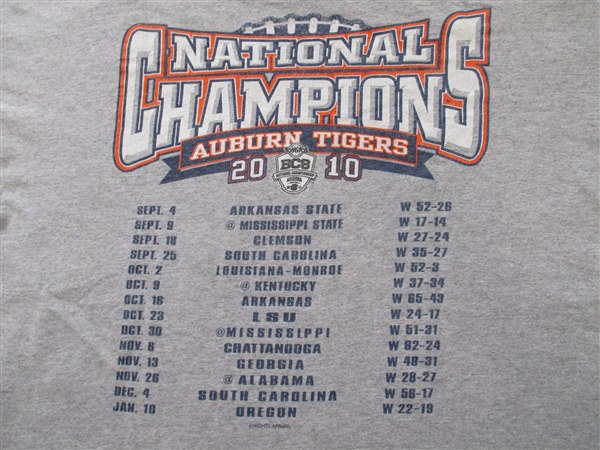 NATIONAL
CHAMPIONS
AUBURN TIGERS
20 BCS 10
SEPT. 4 ARKANSAS STATE W 52-26
SEPT. 9 @ MISSISSIPPI STATE W 17-14
SEPT. 18 CLEMSON W 27-24
SEPT. 25 SOUTH CAROLINA W 35-27
OCT. 2 LOUISIANA-MONROE W 52-3
OCT. 9 @ KENTUCKY W 37-34
OCT. 16 ARKANSAS W 65-43
OCT. 23 LSU W 24-17
OCT. 30 @MISSISSIPPI W 51-31
NOV. 6 CHATTANOOGA W 62-24
NOV. 13 GEORGIA W 49-31
NOV. 26 @ ALABAMA W 28-27
DEC. 4 SOUTH CAROLINA W 56-17
JAN. 10 OREGON W 22-19
KNIGHTS APPAREL